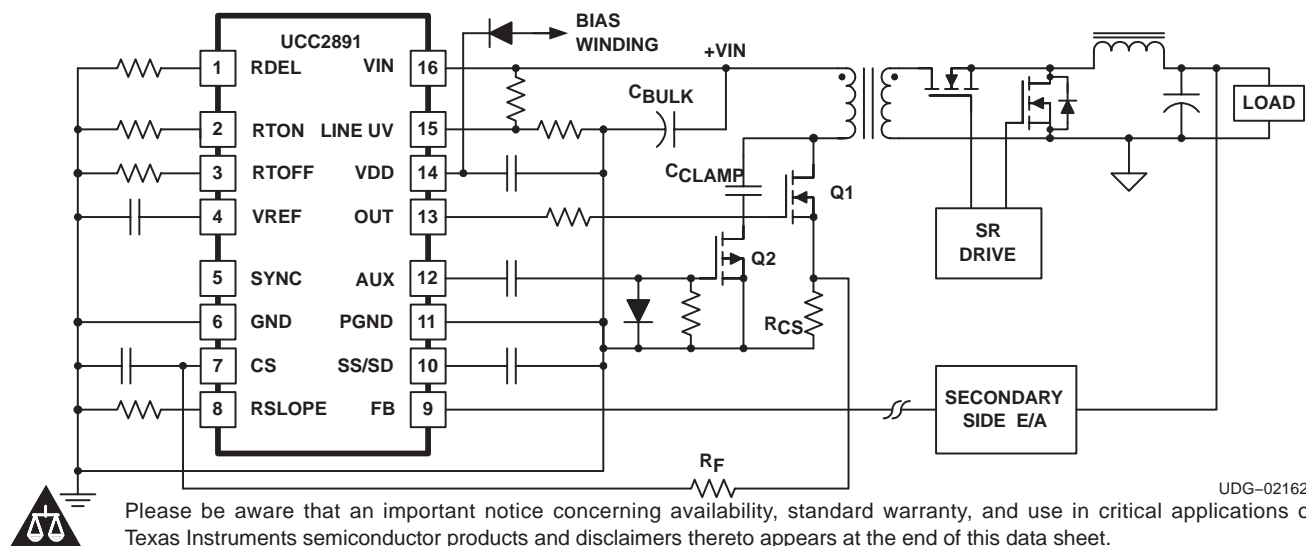 BIAS
WINDING
UCC2891
+VIN
1 RDEL VIN 16
CBULK
2 RTON LINE UV 15
LOAD
3 RTOFF VDD 14
CCLAMP
Q1
4 VREF OUT 13
SR
DRIVE
Q2
5 SYNC AUX 12
6 GND PGND 11
RCS
7 CS SS/SD 10
8 RSLOPE FB 9
SECONDARY
SIDE E/A
RF
UDG–02162
Please be aware that an important notice concerning availability, standard warranty, and use in critical applications o
Texas Instruments semiconductor products and disclaimers thereto appears at the end of this data sheet.